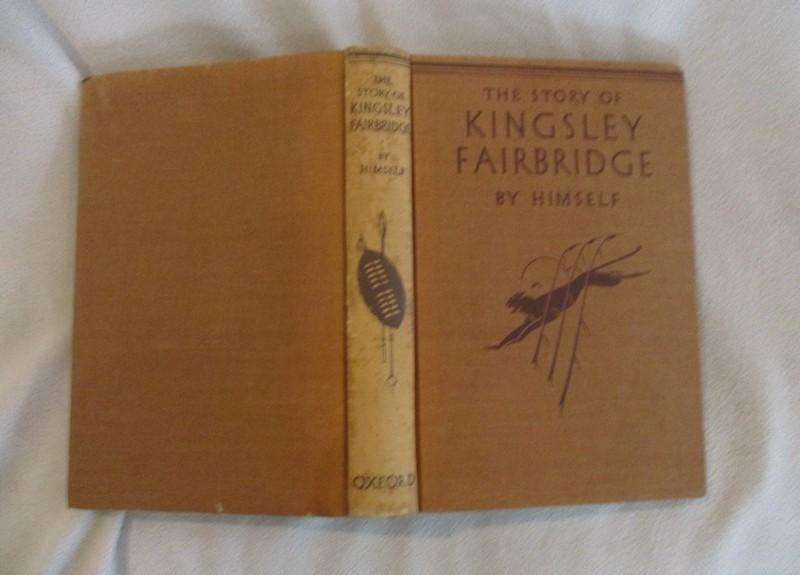 THE
STORY OF
KINGSLEY
FAIRBRIDGE
BY
HIMSELF
OXFORD
THE STORY OF
KINGSLEY
FAIRBRIDGE
BY HIMSELF